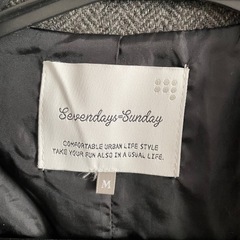 Sevendays=Sunday
COMFORTABLE URBAN LIFE STYLE
TAKE YOUR FUN ALSO IN A USUAL LIFE.
M